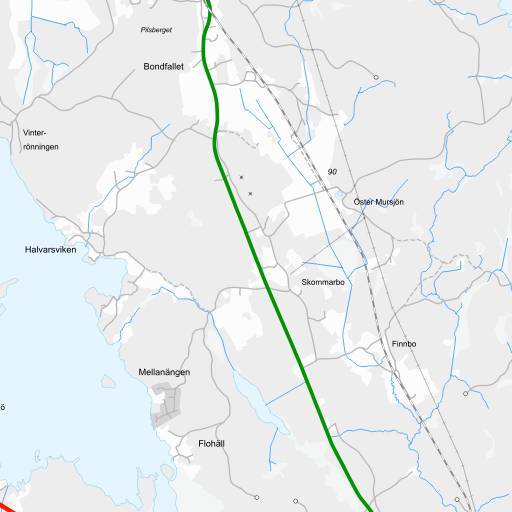 Pilsberget
Bondfallet
Vinter-
rönningen
90
Öster Mursjön
Halvarsviken
Skommarbo
Finnbo
Mellanängen
ö
Flohäll